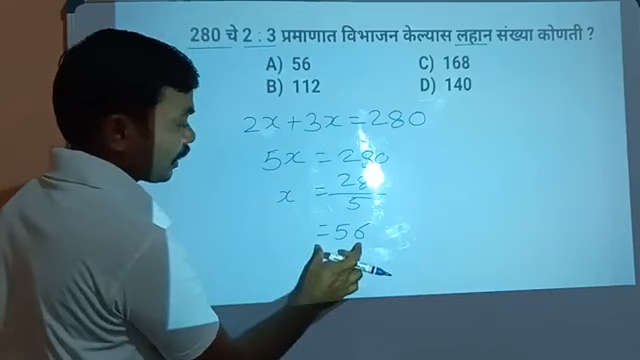 280 चे 2 : 3 प्रमाणात विभाजन केल्यास लहान संख्या कोणती ?
A) 56
C) 168
B) 112
D) 140
2x+3x=280
5x = 280
x = 280/5
= 56